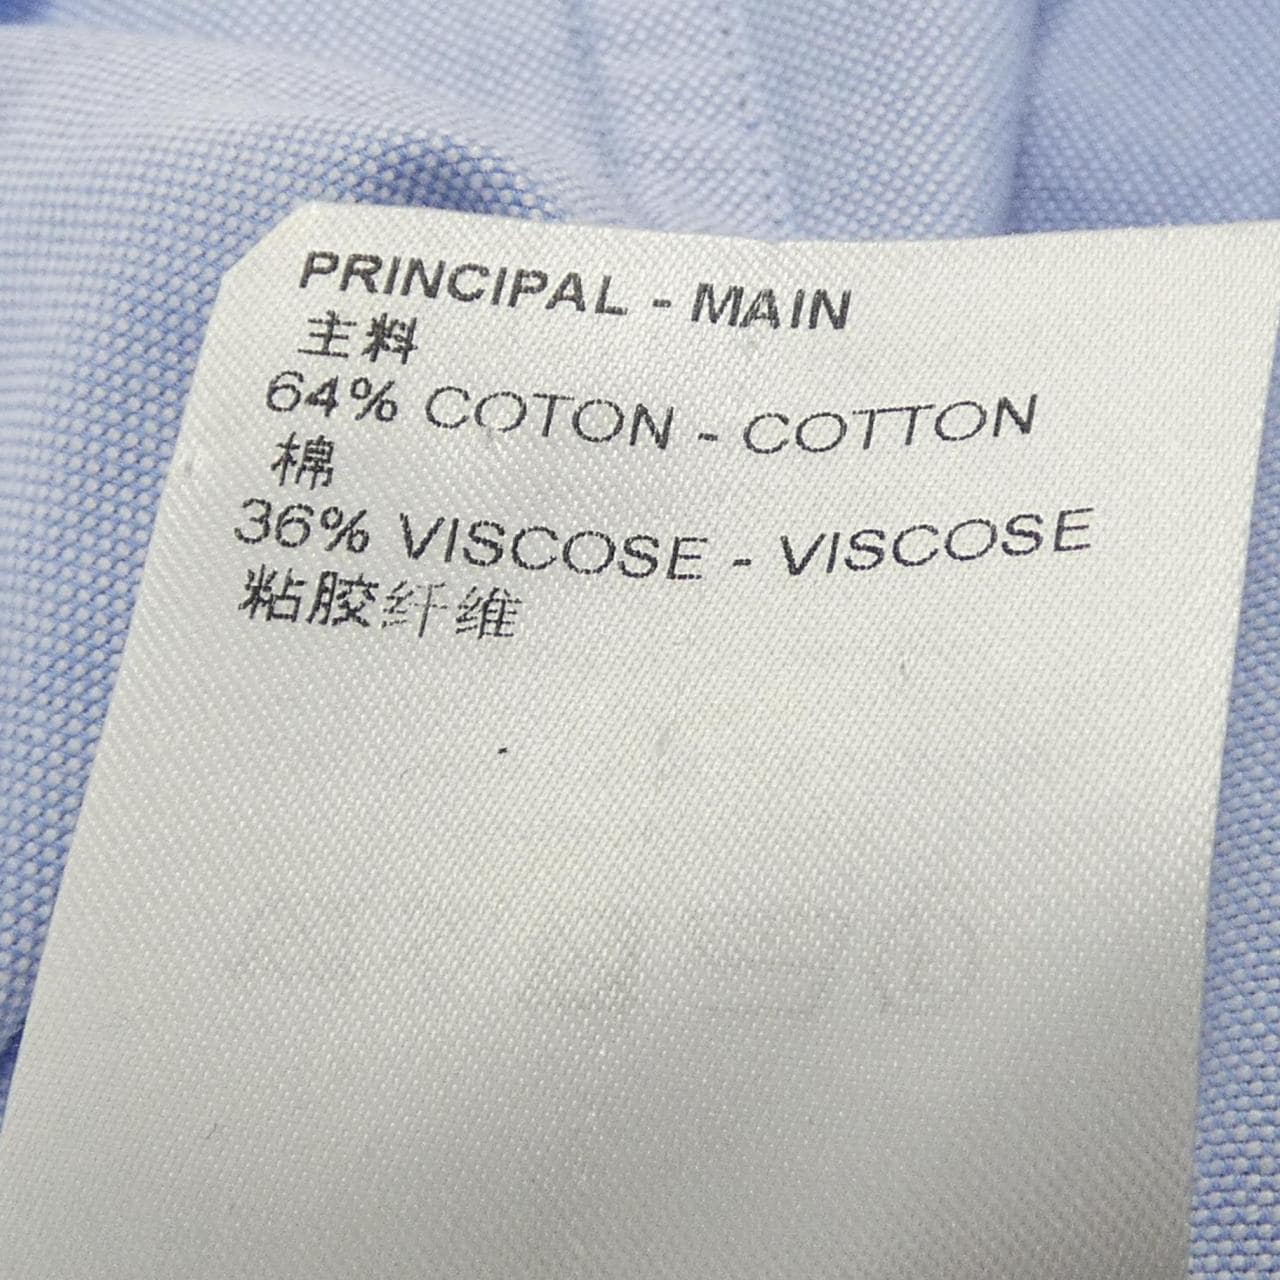 PRINCIPAL - MAIN
主料
64% COTON - COTTON
棉
36% VISCOSE - VISCOSE
粘胶纤维